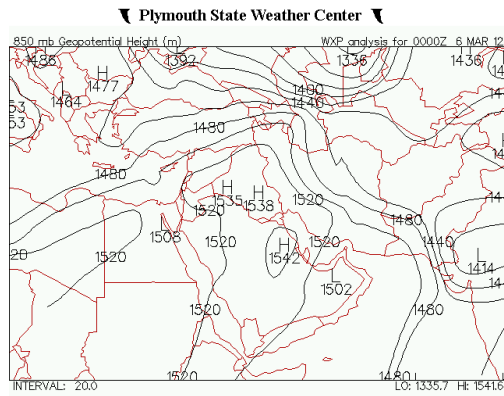 Plymouth State Weather Center
850 mb Geopotential Height (m) WXP analysis for 0000Z 6 MAR 12
1486 1392 1336 1436
H
1477
1464
1400
1440
1480
1480
H
1535
H
1538
1520
1520
L
1508
1520
1520
1520
H
1542
1480
1440
L
1414
L
1502
1520
1480
1520
1480
INTERVAL: 20.0 LO: 1335.7 HI: 1541.6